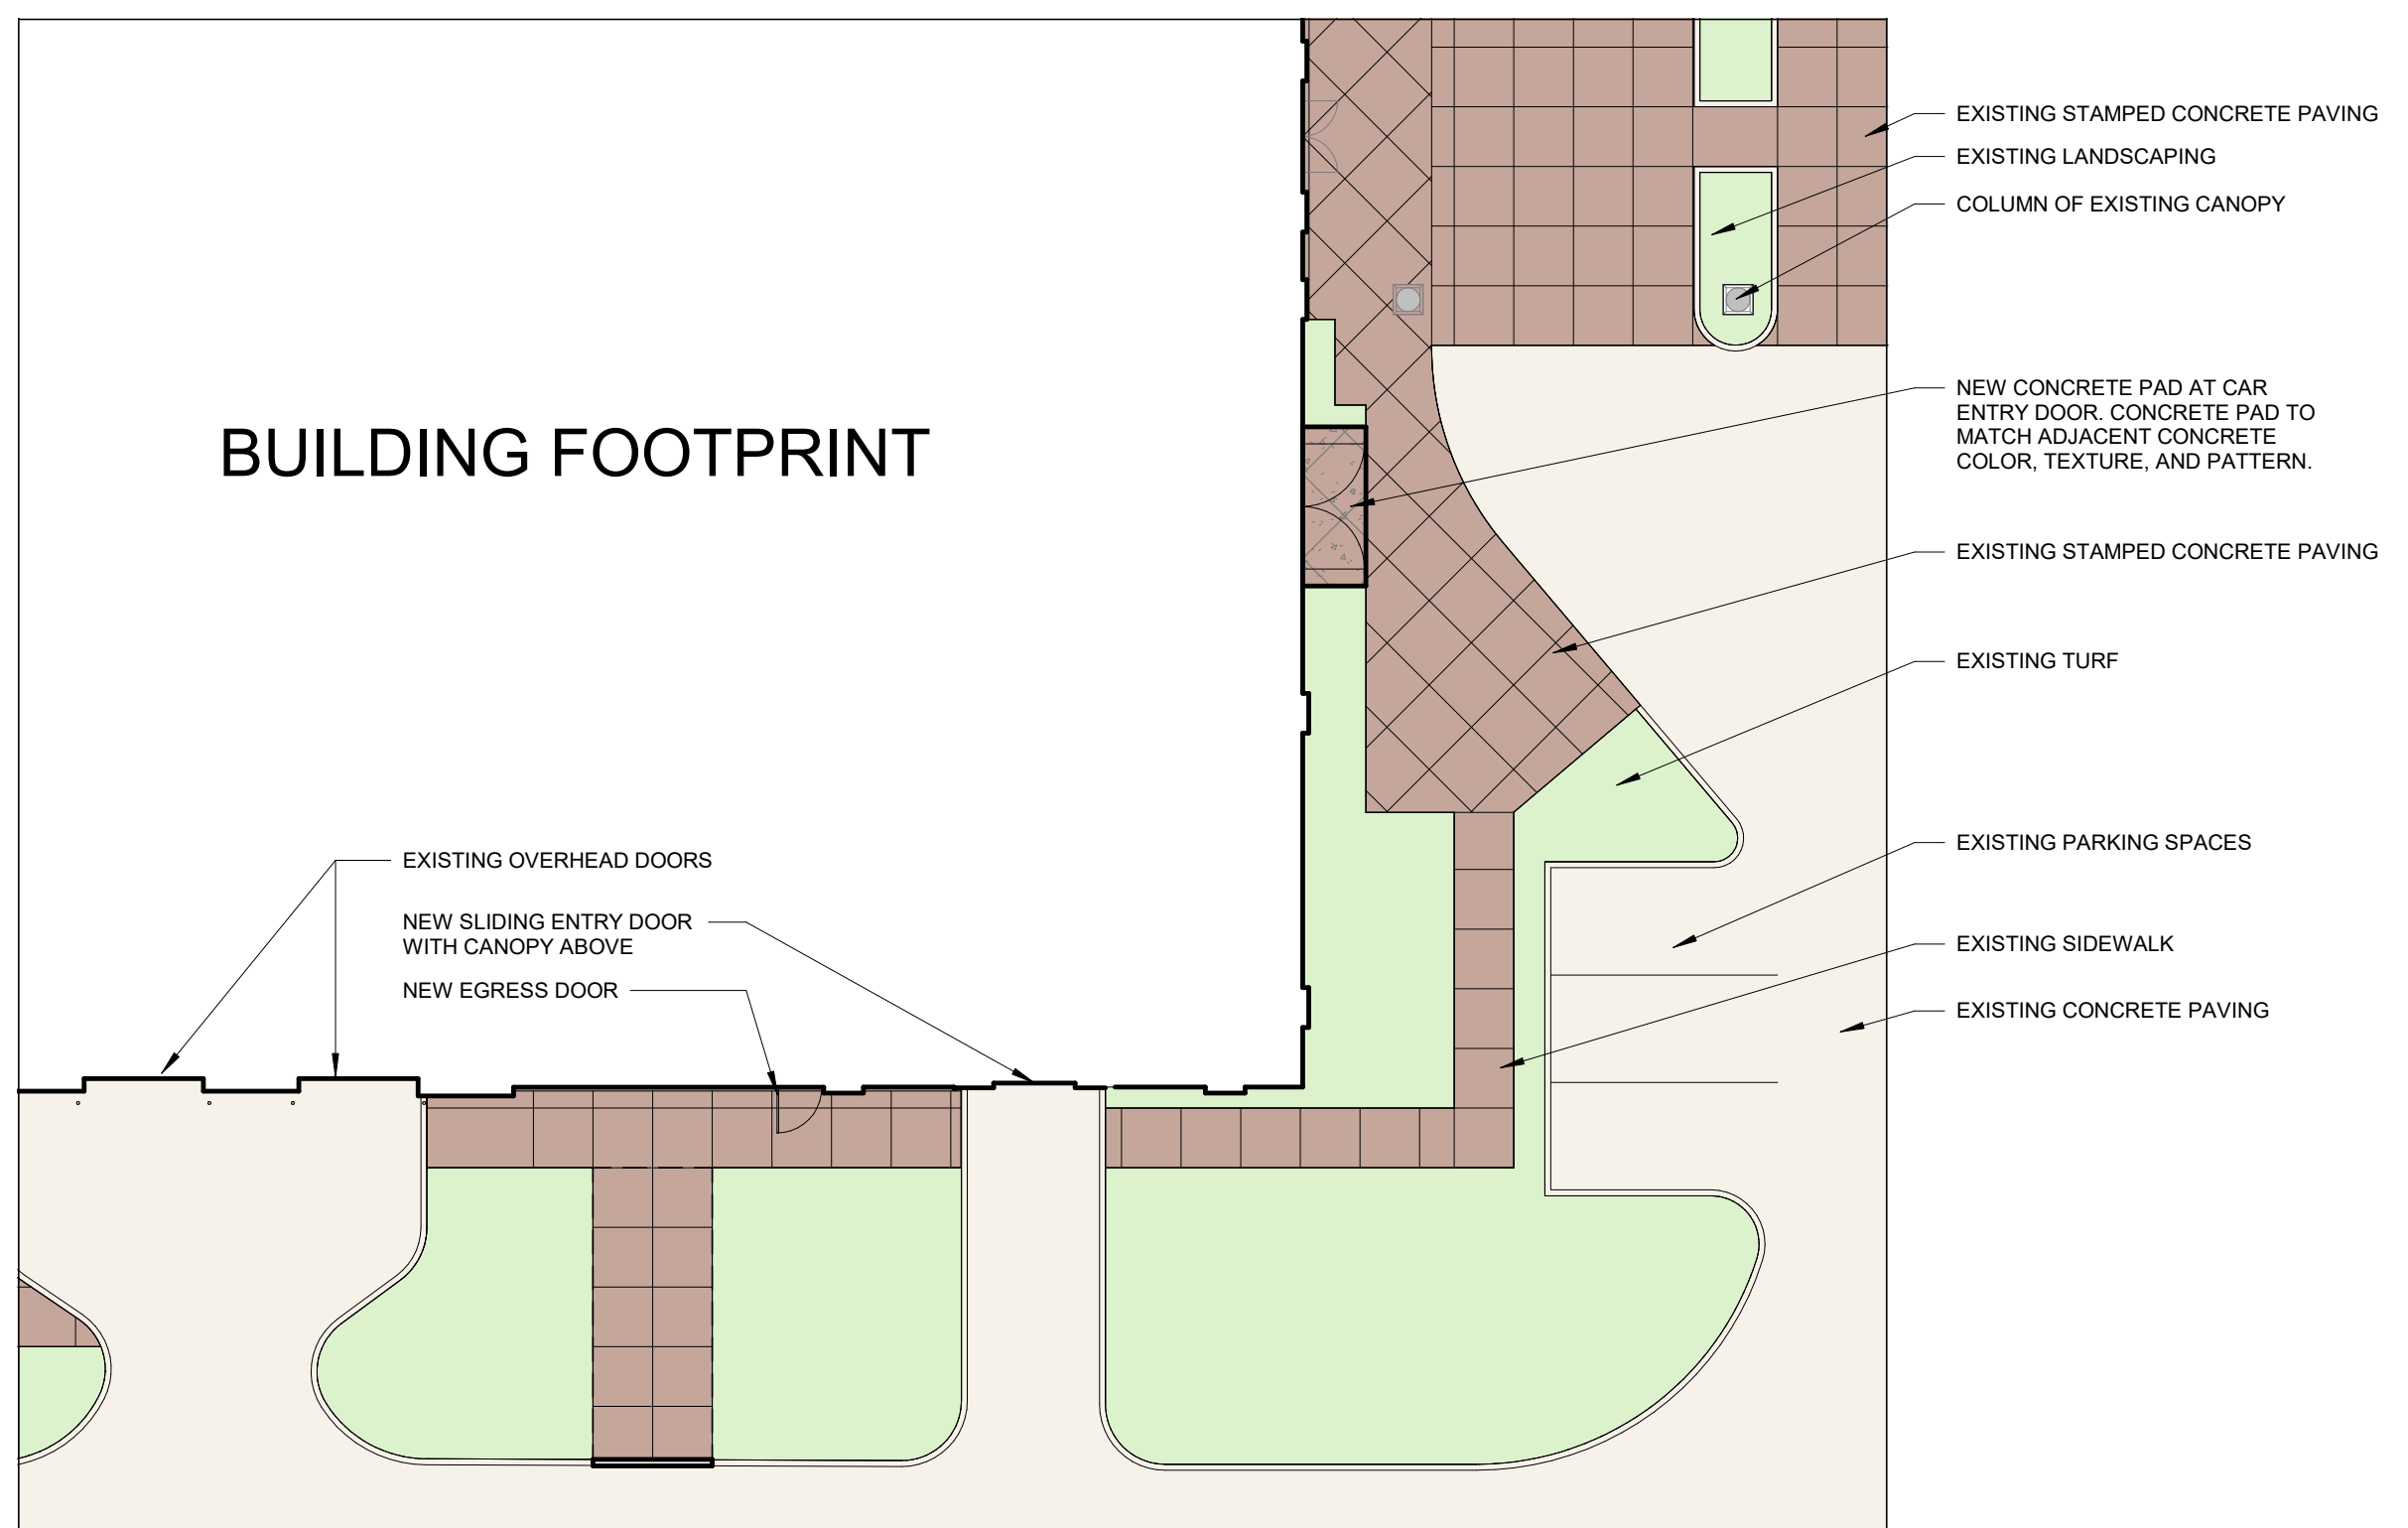 EXISTING STAMPED CONCRETE PAVING
EXISTING LANDSCAPING
COLUMN OF EXISTING CANOPY
NEW CONCRETE PAD AT CAR
ENTRY DOOR. CONCRETE PAD TO
MATCH ADJACENT CONCRETE
COLOR, TEXTURE, AND PATTERN.
BUILDING FOOTPRINT
EXISTING STAMPED CONCRETE PAVING
EXISTING TURF
EXISTING PARKING SPACES
EXISTING SIDEWALK
EXISTING CONCRETE PAVING
EXISTING OVERHEAD DOORS
NEW SLIDING ENTRY DOOR
WITH CANOPY ABOVE
NEW EGRESS DOOR